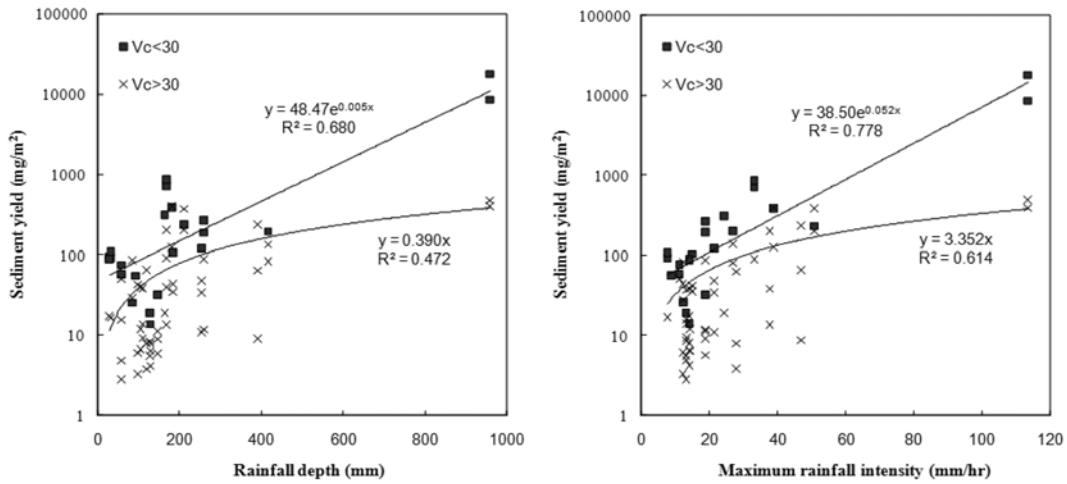 100000
10000
1000
100
10
1
Sediment yield (mg/m²)
Vc<30
Vc>30
y = 48.47e^0.005x
R² = 0.680
y = 0.390x
R² = 0.472
0 200 400 600 800 1000
Rainfall depth (mm)
100000
10000
1000
100
10
1
Sediment yield (mg/m²)
Vc<30
Vc>30
y = 38.50e^0.052x
R² = 0.778
y = 3.352x
R² = 0.614
0 20 40 60 80 100 120
Maximum rainfall intensity (mm/hr)